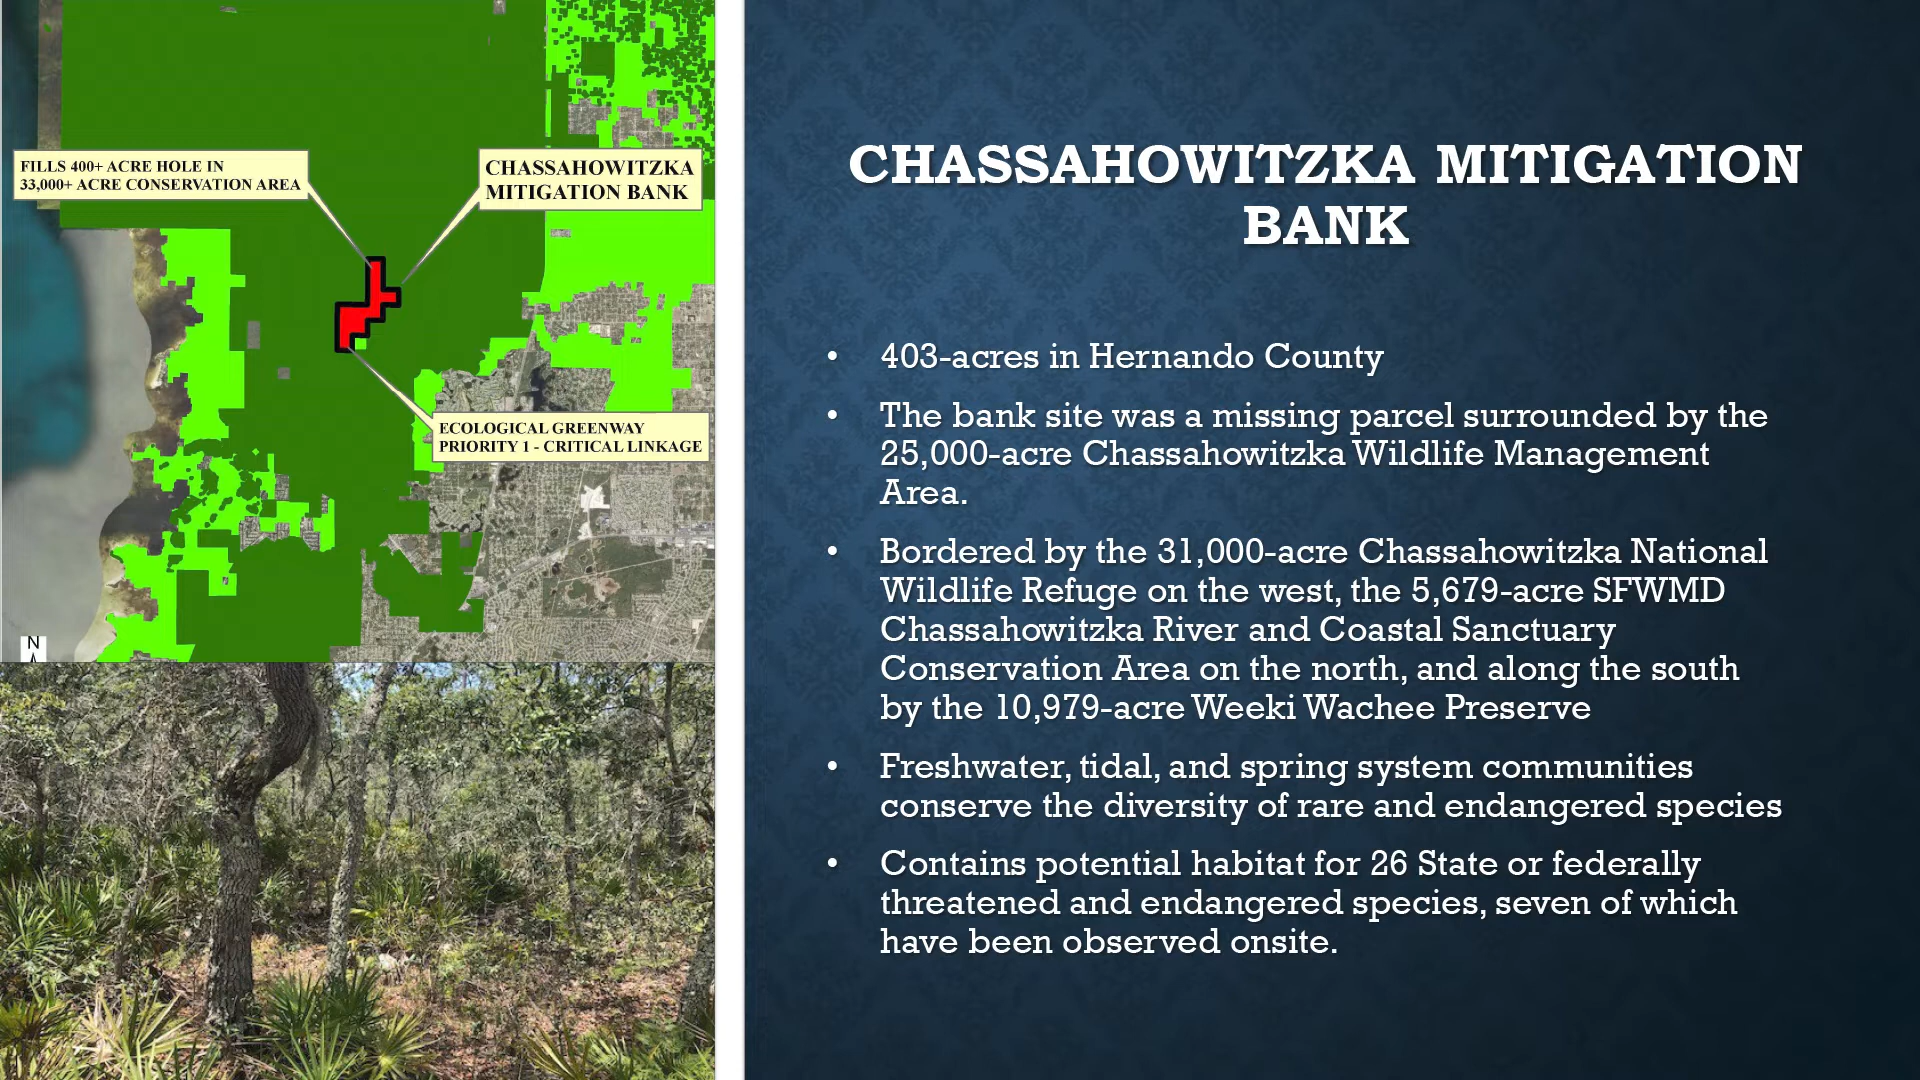 FILLS 400+ ACRE HOLE IN
33,000+ ACRE CONSERVATION AREA
CHASSAHOWITZKA
MITIGATION BANK
ECOLOGICAL GREENWAY
PRIORITY 1 - CRITICAL LINKAGE
N
CHASSAHOWITZKA MITIGATION
BANK
• 403-acres in Hernando County
• The bank site was a missing parcel surrounded by the
25,000-acre Chassahowitzka Wildlife Management
Area.
• Bordered by the 31,000-acre Chassahowitzka National
Wildlife Refuge on the west, the 5,679-acre SFWMD
Chassahowitzka River and Coastal Sanctuary
Conservation Area on the north, and along the south
by the 10,979-acre Weeki Wachee Preserve
• Freshwater, tidal, and spring system communities
conserve the diversity of rare and endangered species
• Contains potential habitat for 26 State or federally
threatened and endangered species, seven of which
have been observed onsite.